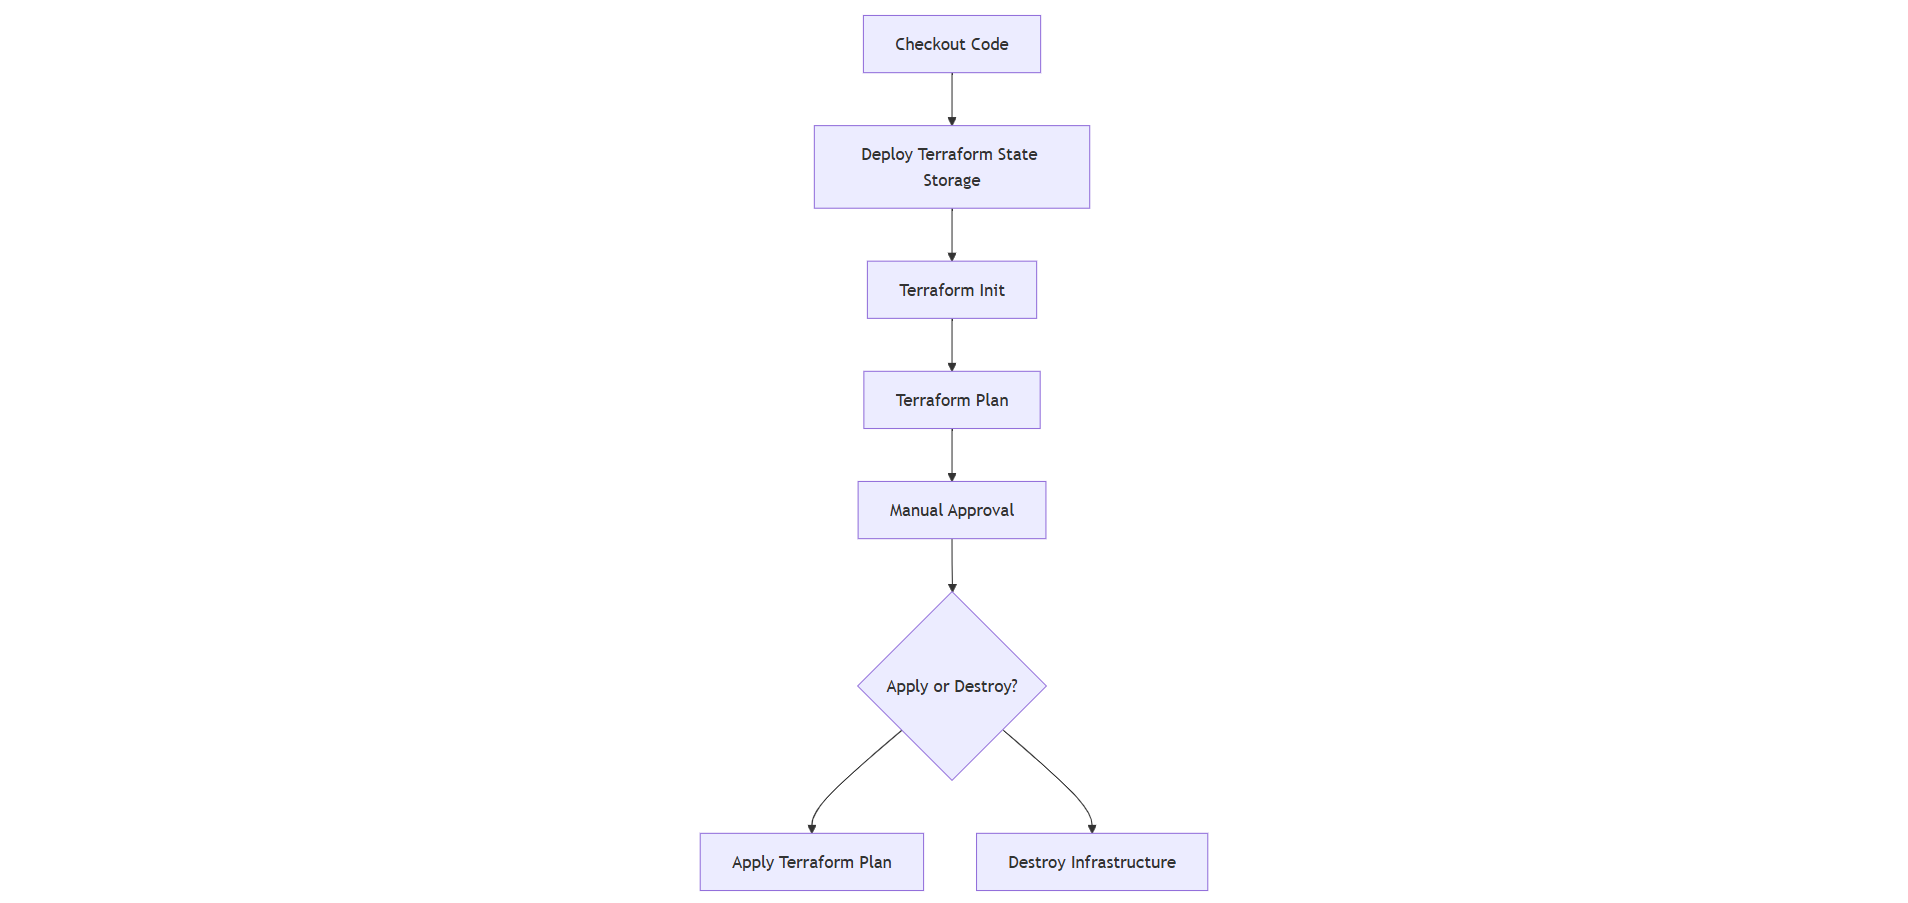 Checkout Code
Deploy Terraform State
Storage
Terraform Init
Terraform Plan
Manual Approval
Apply or Destroy?
Apply Terraform Plan
Destroy Infrastructure